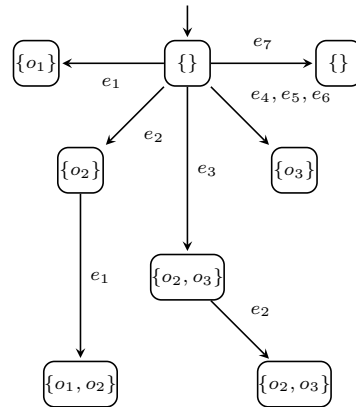 e₇
{o₁} {} {}
e₁ e₄, e₅, e₆
e₂
{o₂} e₃ {o₃}
e₁ {o₂, o₃}
e₂
{o₁, o₂} {o₂, o₃}